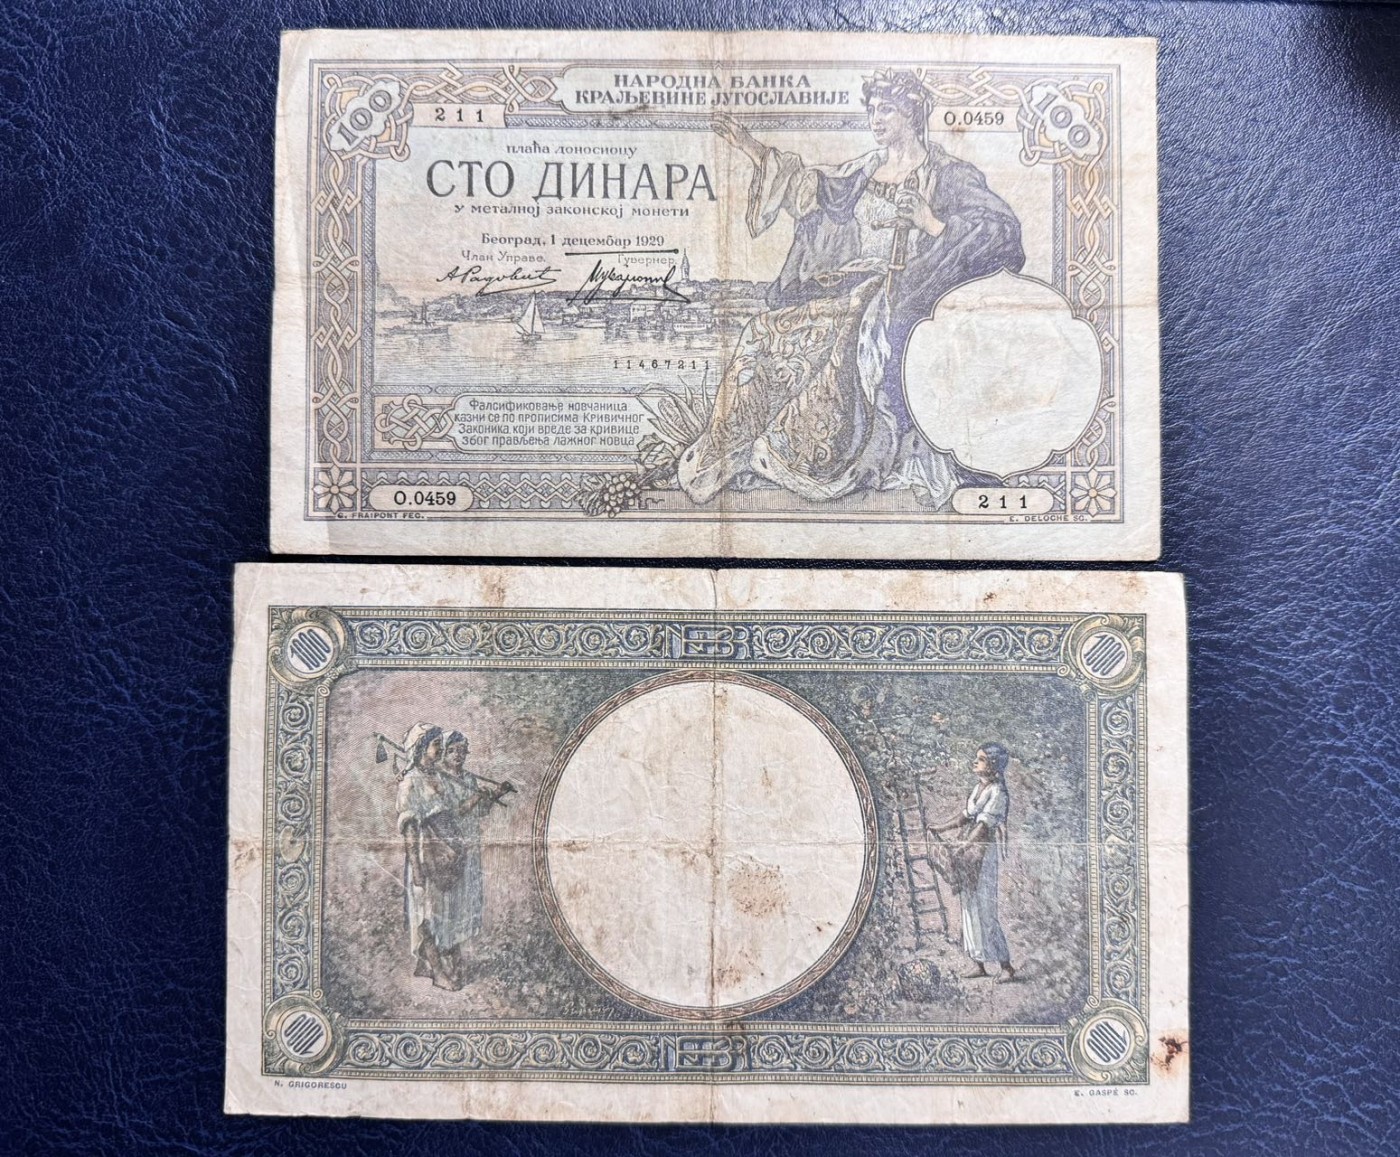 НАРОДНА БАНКА
КРАЉЕВИНЕ ЈУГОСЛАВИЈЕ
100
211
О.0459
100
плаћа доносиоцу
СТО ДИНАРА
у металној законској монети
Београд, 1 децембар 1929
Члан Управе. Гувернер.
А Радовић
11467211
Фалсификовање новчаница
казни се по прописима Кривичног
Законика, који вреде за кривице
због прављења лажног новца
О.0459
211
C. FRAIPONT FEC.
E. DELOCHE SC.
1000
1000
1000
1000
N. GRIGORESCU
E. GASPÉ SC.